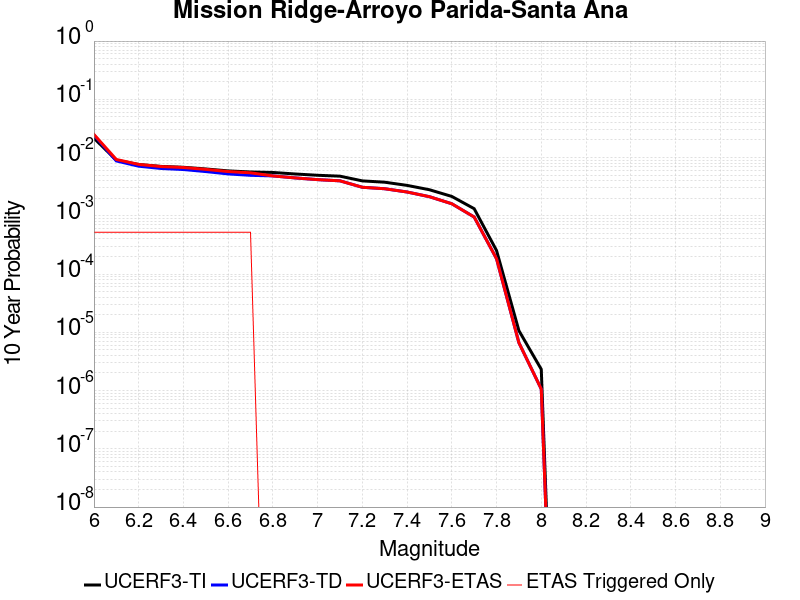 Mission Ridge-Arroyo Parida-Santa Ana
10^0
10^-1
10^-2
10^-3
10^-4
10^-5
10^-6
10^-7
10^-8
10 Year Probability
6 6.2 6.4 6.6 6.8 7 7.2 7.4 7.6 7.8 8 8.2 8.4 8.6 8.8 9
Magnitude
UCERF3-TI UCERF3-TD UCERF3-ETAS ETAS Triggered Only